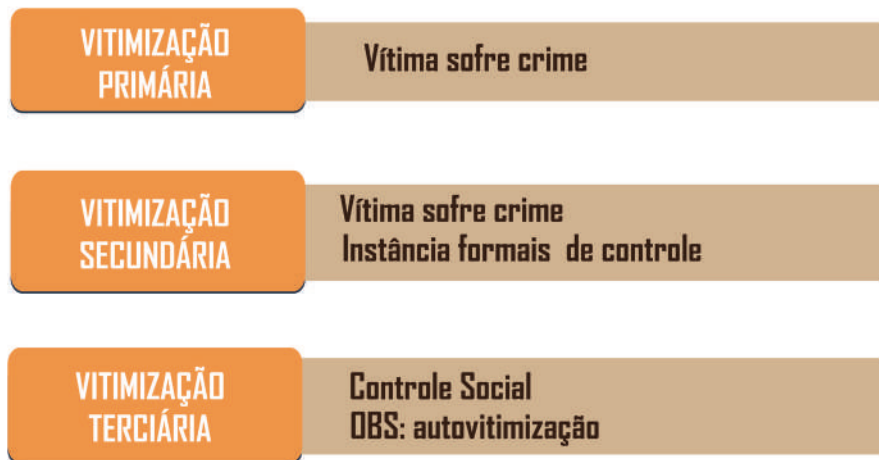 VITIMIZAÇÃO
PRIMÁRIA
Vítima sofre crime
VITIMIZAÇÃO
SECUNDÁRIA
Vítima sofre crime
Instância formais de controle
VITIMIZAÇÃO
TERCIÁRIA
Controle Social
OBS: autovitimização